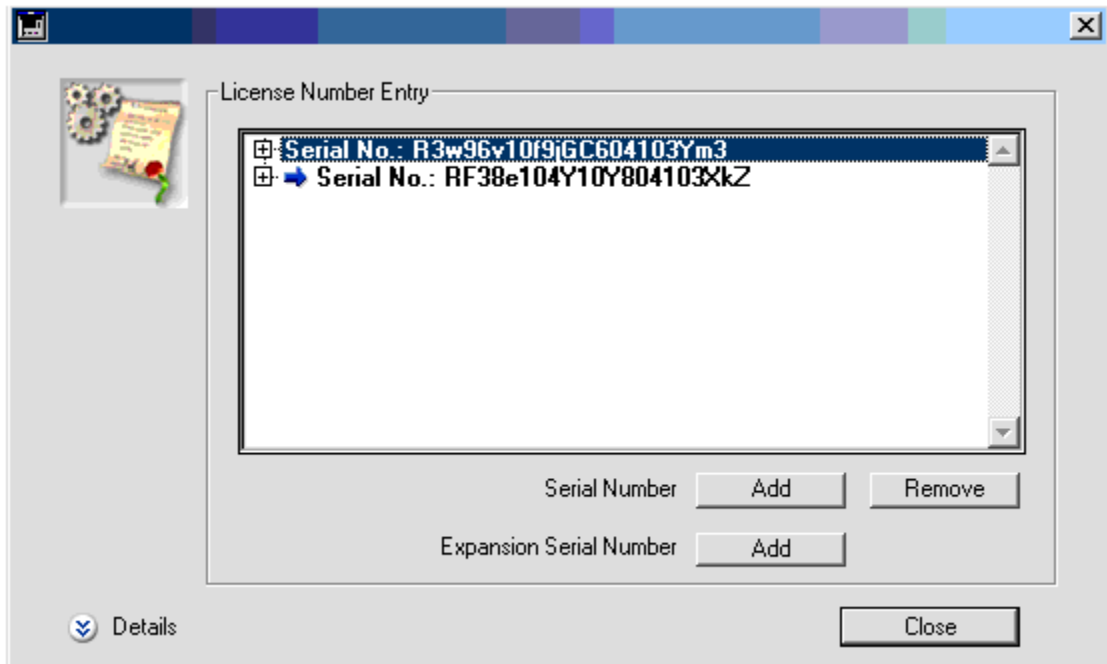 License Number Entry
Serial No.: R3w96v10f9jGC604103Ym3
Serial No.: RF38e104Y10Y804103XkZ
Serial Number Add Remove
Expansion Serial Number Add
Details Close